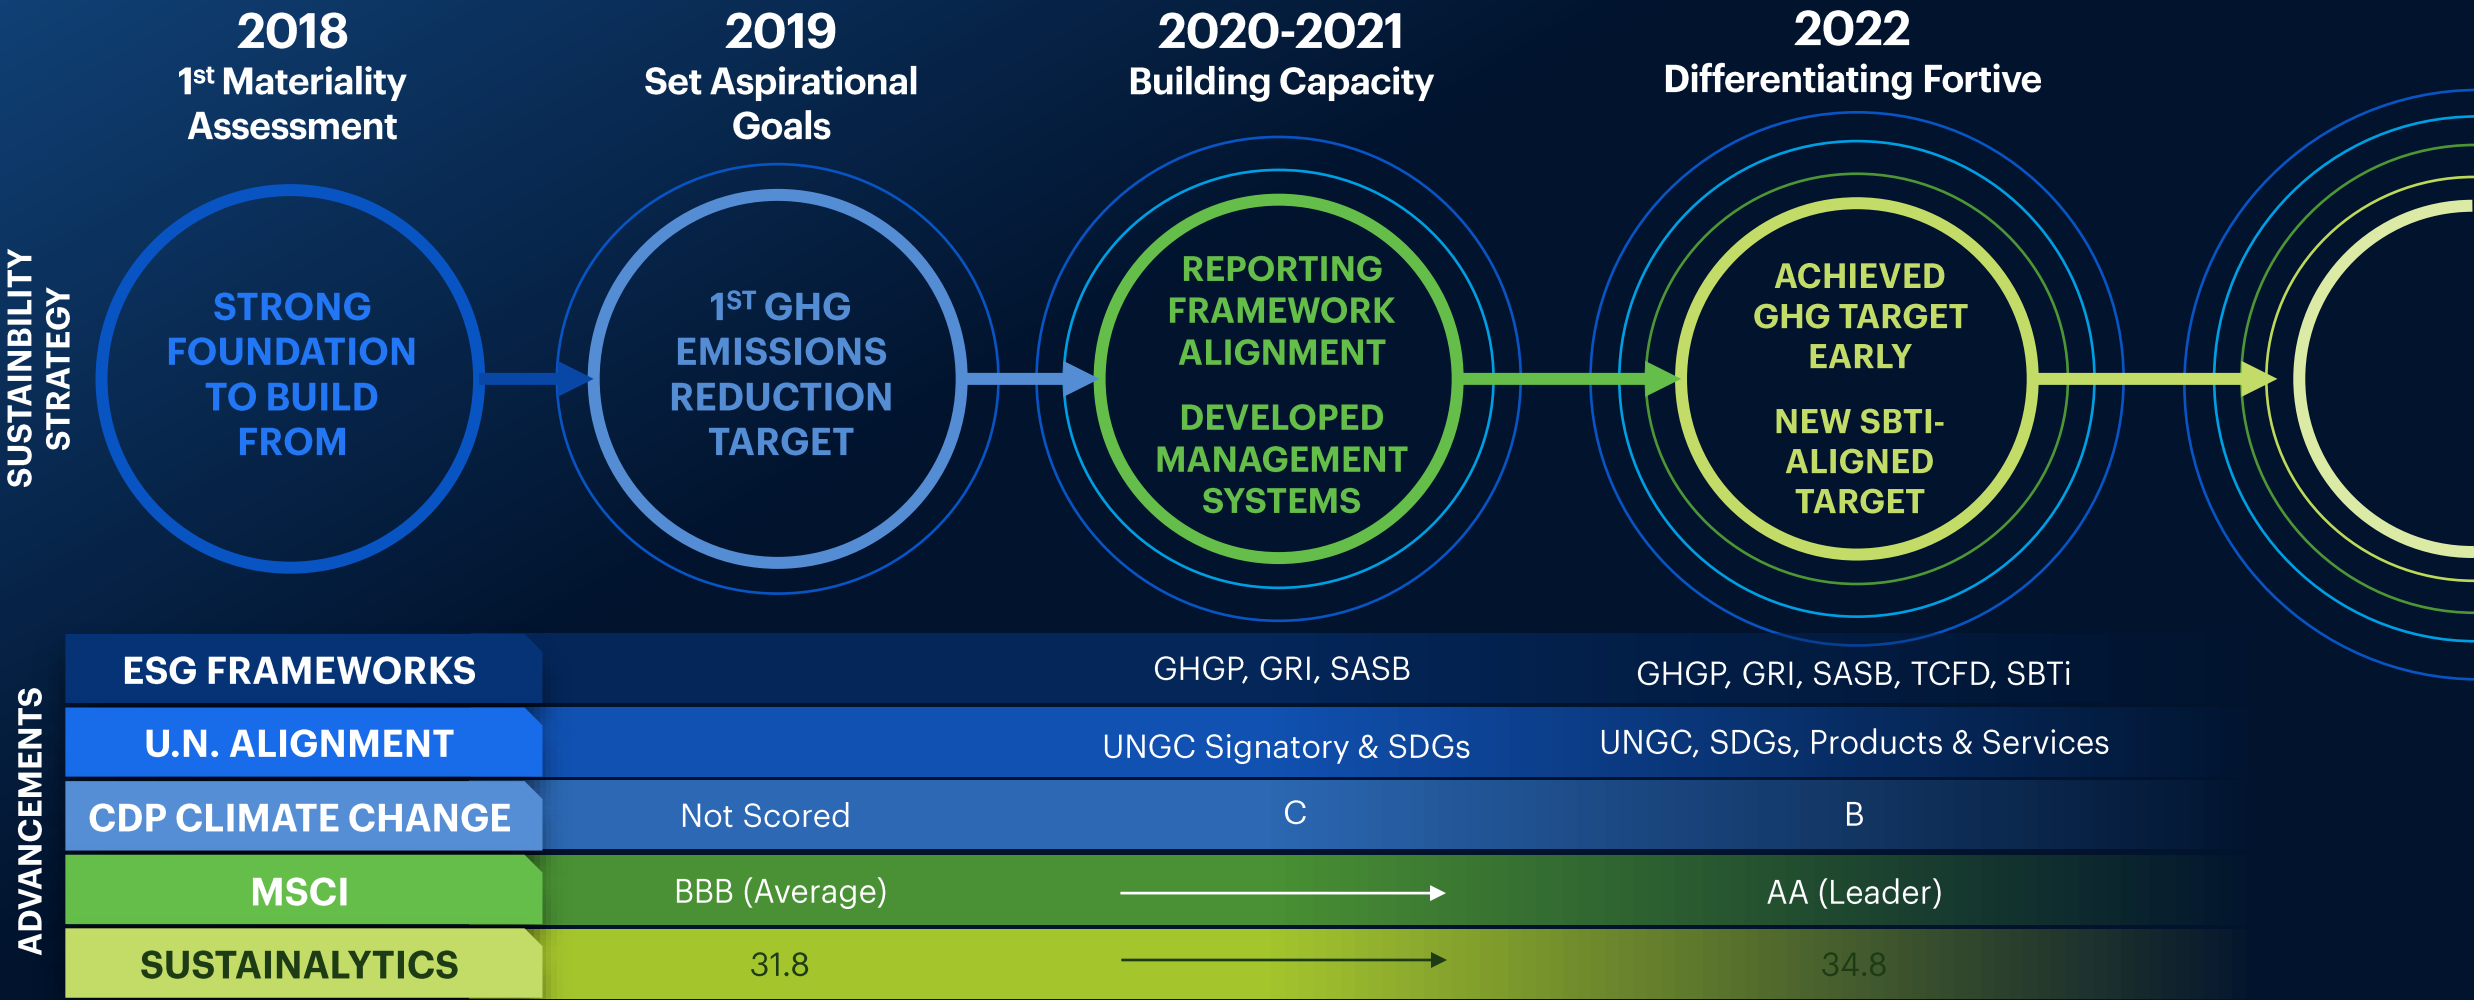 2018
1st Materiality
Assessment
2019
Set Aspirational
Goals
2020-2021
Building Capacity
2022
Differentiating Fortive
SUSTAINBILITY
STRATEGY
STRONG
FOUNDATION
TO BUILD
FROM
1ST GHG
EMISSIONS
REDUCTION
TARGET
REPORTING
FRAMEWORK
ALIGNMENT
DEVELOPED
MANAGEMENT
SYSTEMS
ACHIEVED
GHG TARGET
EARLY
NEW SBTI-
ALIGNED
TARGET
ADVANCEMENTS
ESG FRAMEWORKS
GHGP, GRI, SASB
GHGP, GRI, SASB, TCFD, SBTi
U.N. ALIGNMENT
UNGC Signatory & SDGs
UNGC, SDGs, Products & Services
CDP CLIMATE CHANGE
Not Scored
C
B
MSCI
BBB (Average)
AA (Leader)
SUSTAINALYTICS
31.8
34.8